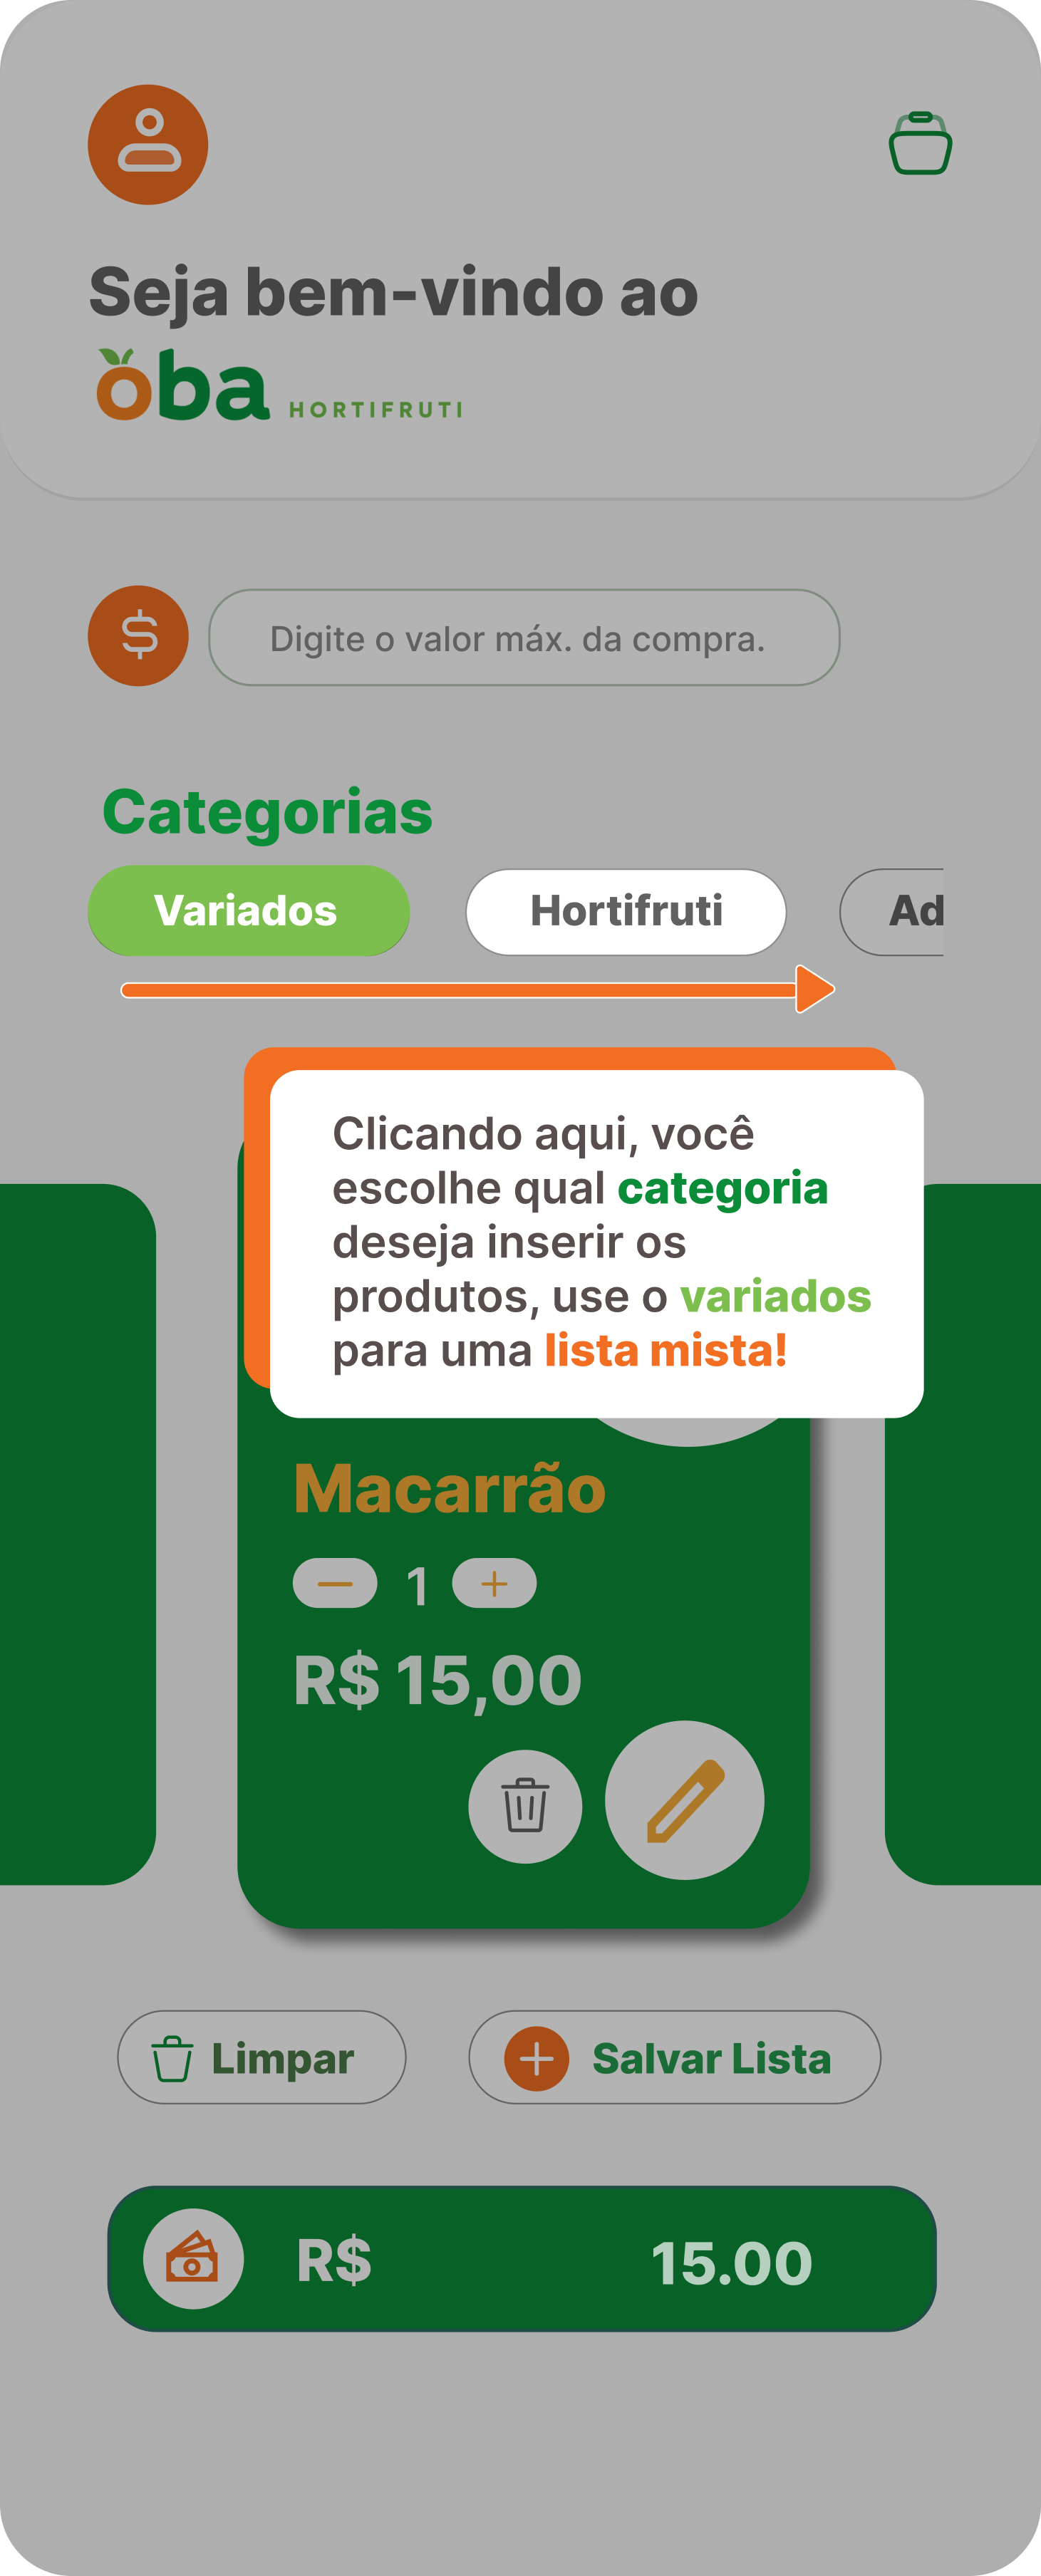 Seja bem-vindo ao
oba HORTIFRUTI
Digite o valor máx. da compra.
Categorias
Variados Hortifruti Ad
Clicando aqui, você
escolhe qual categoria
deseja inserir os
produtos, use o variados
para uma lista mista!
Macarrão
1
R$ 15,00
Limpar Salvar Lista
R$ 15.00